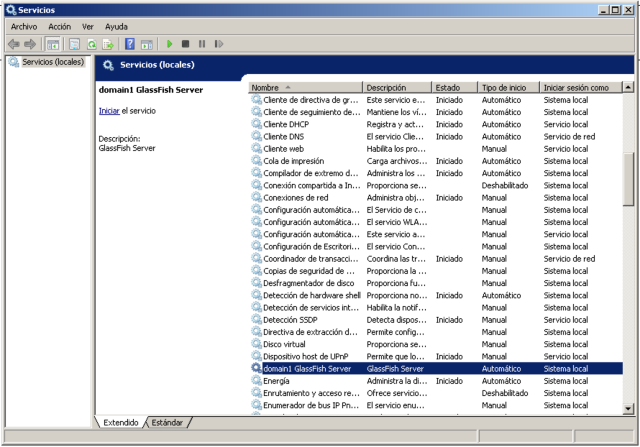 Servicios
Archivo Acción Ver Ayuda
Servicios (locales)
Servicios (locales)
domain1 GlassFish Server
Iniciar el servicio
Descripción:
GlassFish Server
Nombre Descripción Estado Tipo de inicio Iniciar sesión como
Cliente de directiva de gr... Este servicio e... Iniciado Automático Sistema local
Cliente de seguimiento de... Mantiene los ví... Iniciado Automático Sistema local
Cliente DHCP Registra y act... Iniciado Automático Servicio local
Cliente DNS El servicio Clie... Iniciado Automático Servicio de red
Cliente web Habilita los pro... Manual Servicio local
Cola de impresión Carga archivos... Iniciado Automático Sistema local
Compilador de extremo d... Administra los ... Iniciado Automático Sistema local
Conexión compartida a In... Proporciona se... Deshabilitado Sistema local
Conexiones de red Administra obj... Iniciado Manual Sistema local
Configuración automática... El Servicio de c... Manual Sistema local
Configuración automática... El servicio WLA... Manual Sistema local
Configuración automática... Este servicio a... Manual Servicio local
Configuración de Escritori... El servicio Con... Manual Sistema local
Coordinador de transacci... Coordina las tr... Iniciado Manual Servicio de red
Copias de seguridad de ... Proporciona la ... Manual Sistema local
Desfragmentador de disco Proporciona fu... Manual Sistema local
Detección de hardware shell Proporciona no... Iniciado Automático Sistema local
Detección de servicios int... Habilita la notif... Manual Sistema local
Detección SSDP Detecta dispos... Iniciado Manual Servicio local
Directiva de extracción d... Permite config... Manual Sistema local
Disco virtual Proporciona se... Manual Sistema local
Dispositivo host de UPnP Permite que lo... Iniciado Manual Servicio local
domain1 GlassFish Server GlassFish Server Automático Sistema local
Energía Administra la di... Iniciado Automático Sistema local
Enrutamiento y acceso re... Ofrece servicio... Deshabilitado Sistema local
Enumerador de bus IP Pn... El servicio enu... Manual Sistema local
Extendido Estándar